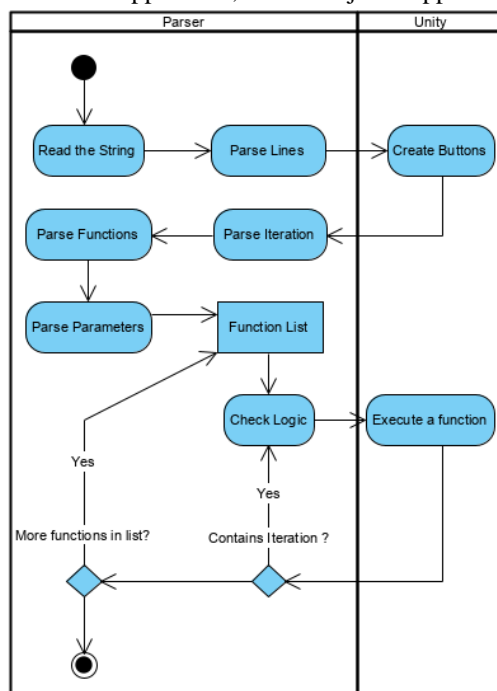 Parser Unity
Read the String Parse Lines Create Buttons
Parse Functions Parse Iteration
Parse Parameters Function List
Check Logic Execute a function
Yes
Yes
More functions in list? Contains Iteration ?